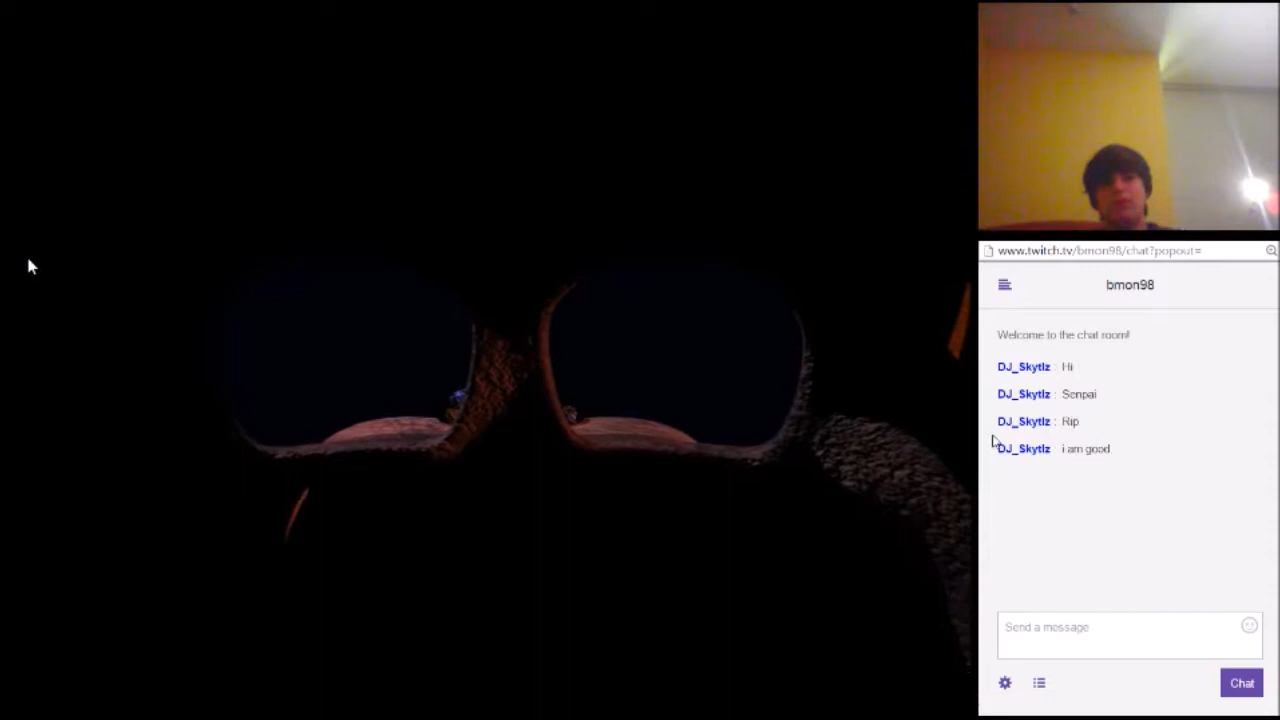 www.twitch.tv/bmon98/chat?popout=
bmon98
Welcome to the chat room!
DJ_Skytlz : Hi
DJ_Skytlz : Senpai
DJ_Skytlz : Rip
DJ_Skytlz : i am good
Send a message
Chat